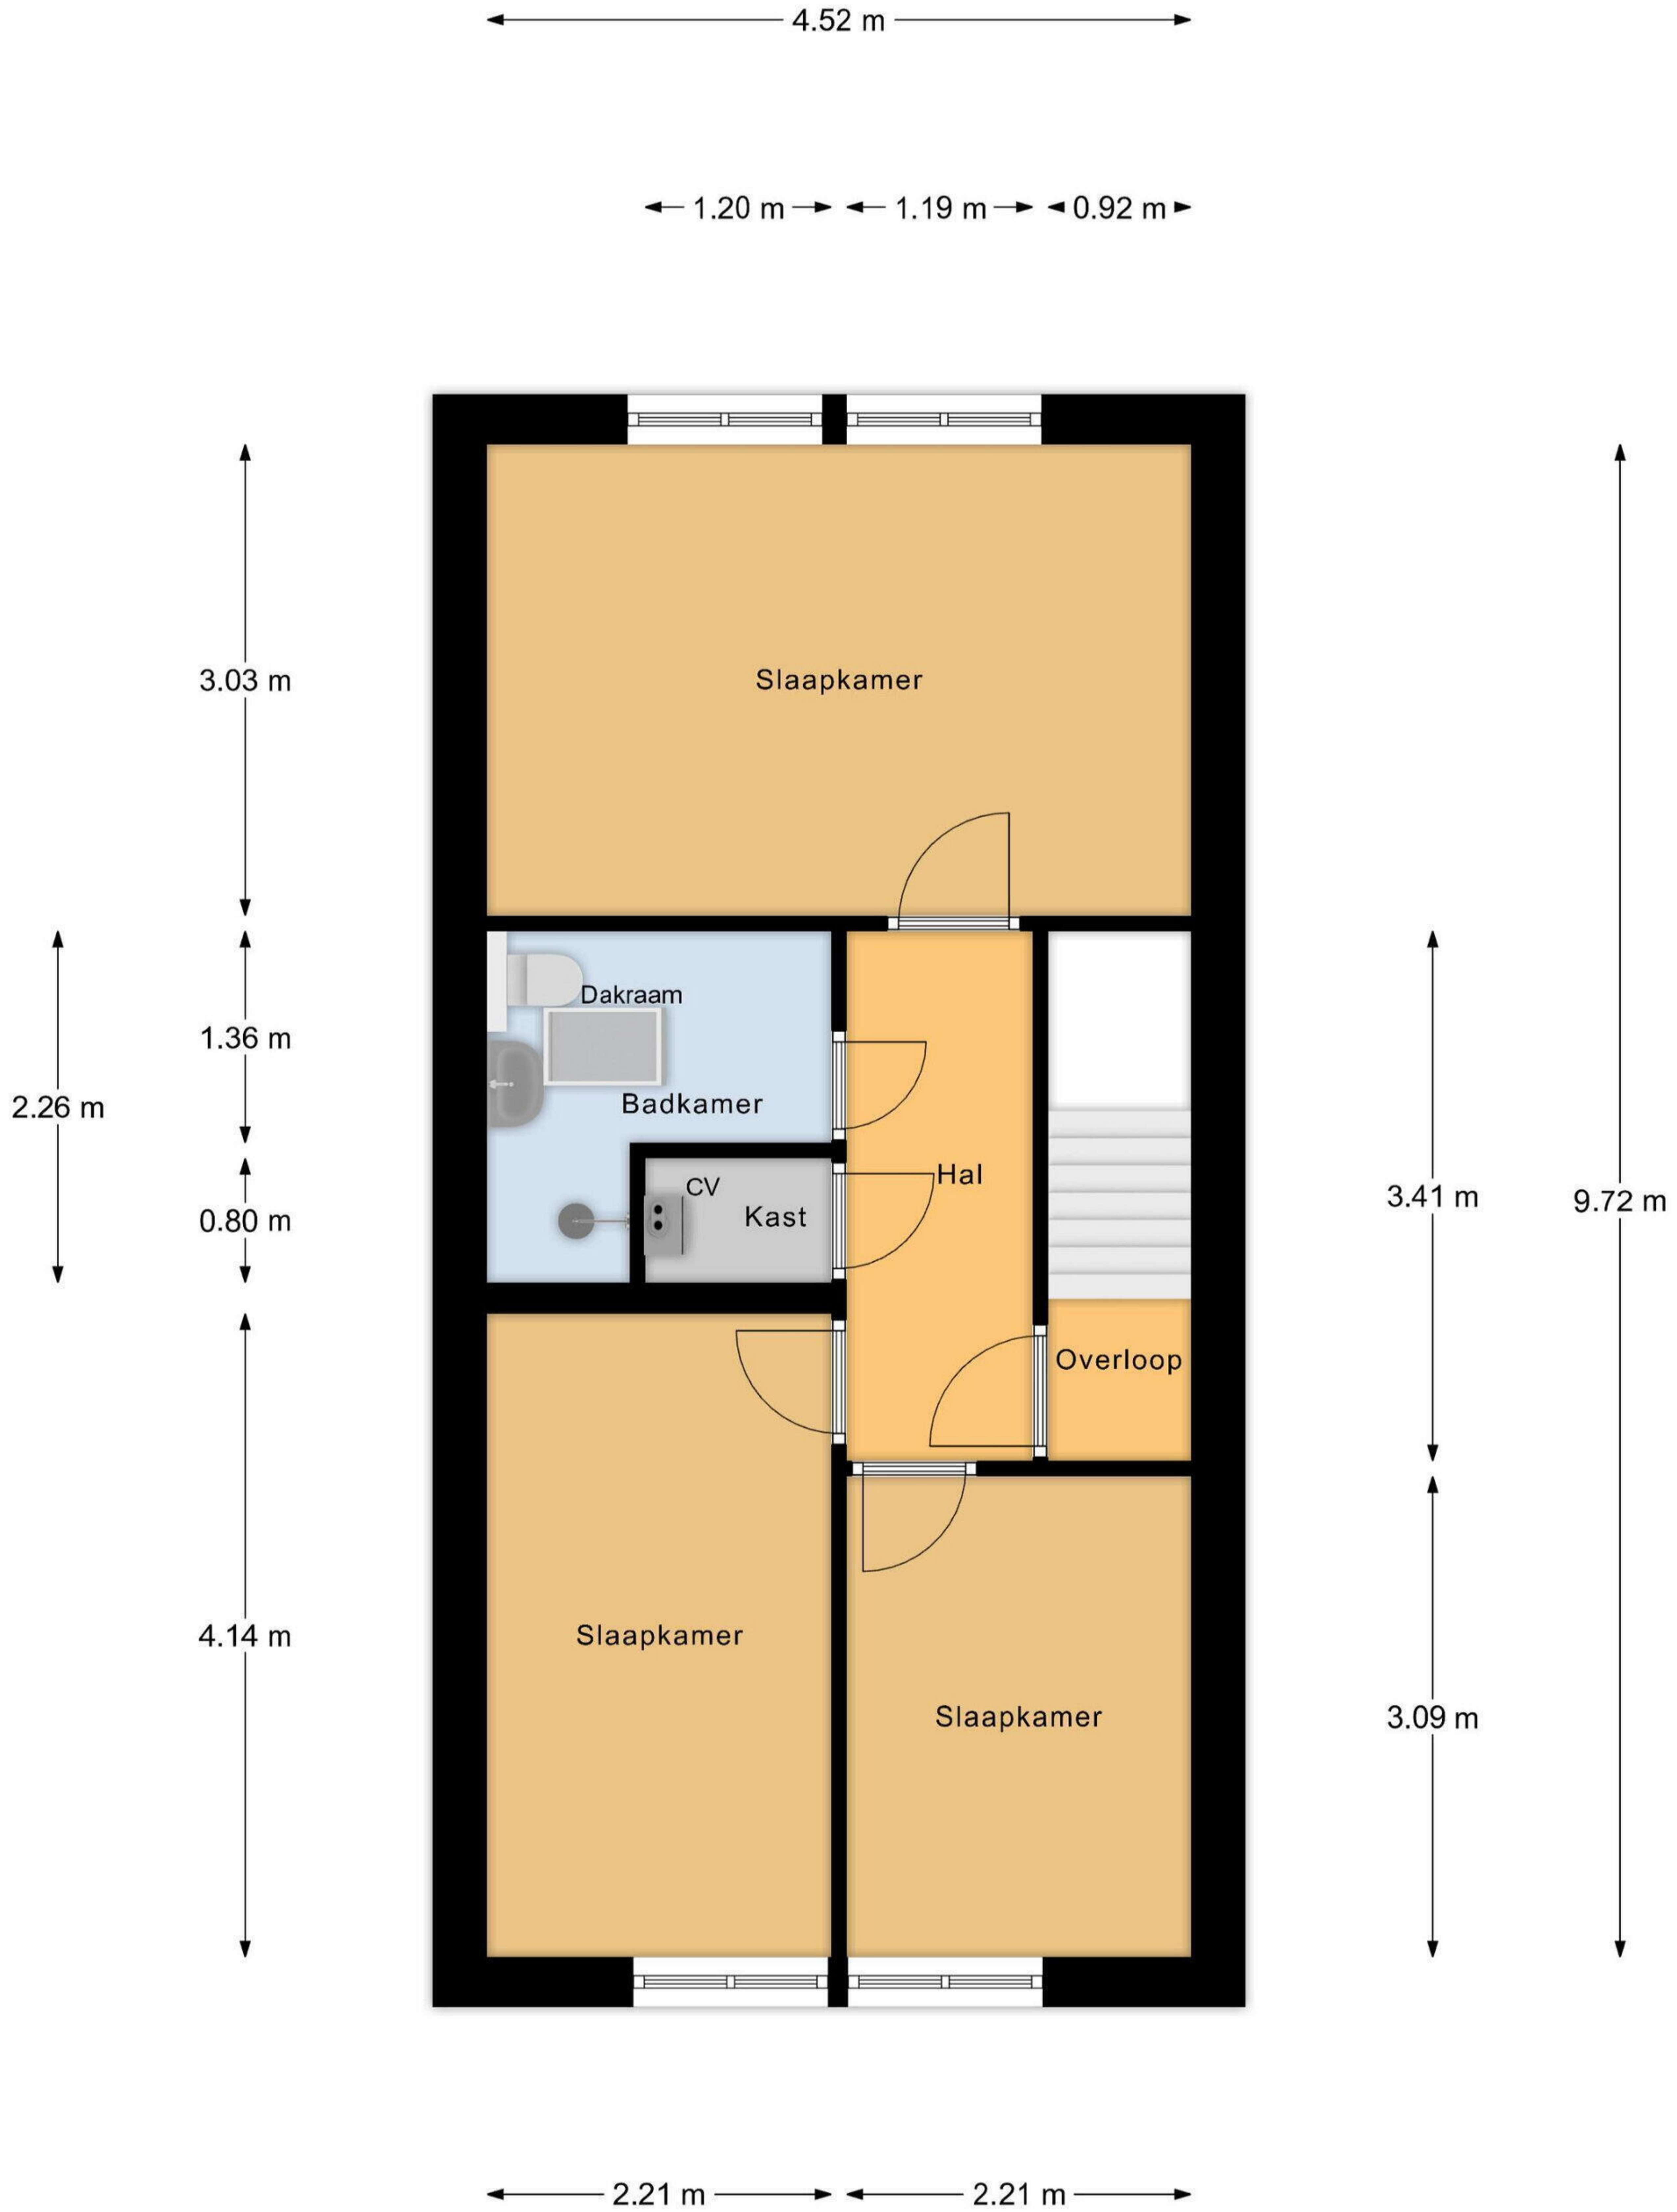 4.52 m
1.20 m
1.19 m
0.92 m
3.03 m
Slaapkamer
Dakraam
1.36 m
Badkamer
2.26 m
Hal
CV
Kast
3.41 m
9.72 m
0.80 m
Overloop
4.14 m
Slaapkamer
Slaapkamer
3.09 m
2.21 m
2.21 m